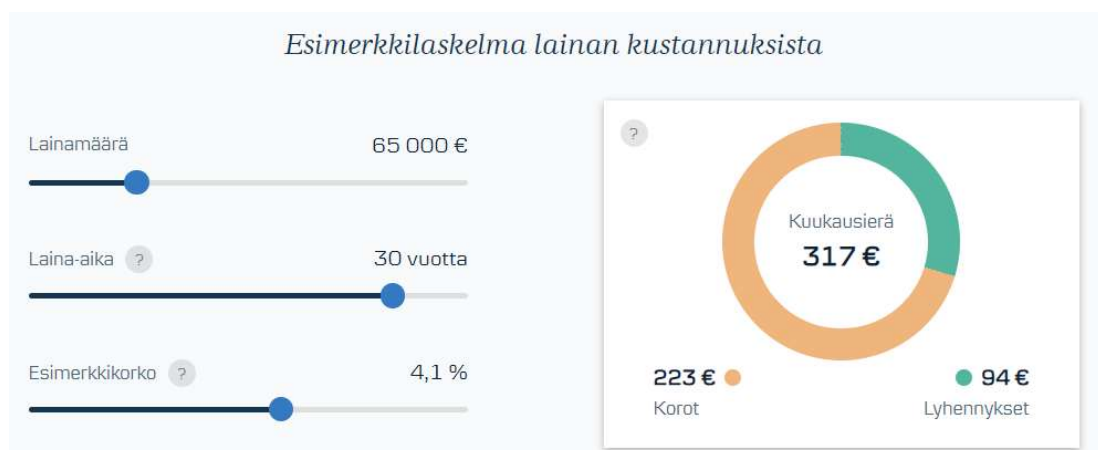 Esimerkkilaskelma lainan kustannuksista
Lainamäärä 65 000 €
Laina-aika ? 30 vuotta
Esimerkkikorko ? 4,1 %
?
Kuukausierä
317 €
223 € 94 €
Korot Lyhennykset